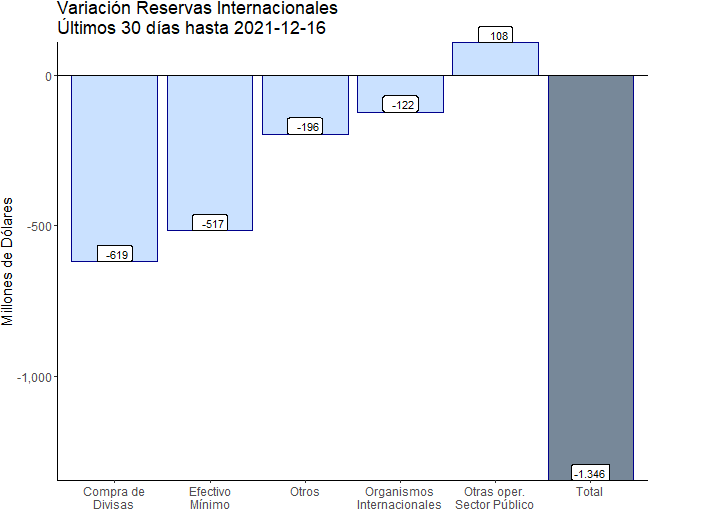 Variación Reservas Internacionales
Últimos 30 días hasta 2021-12-16
Millones de Dólares
0
-500
-1,000
-619
-517
-196
-122
108
-1.346
Compra de
Divisas
Efectivo
Mínimo
Otros
Organismos
Internacionales
Otras oper.
Sector Público
Total